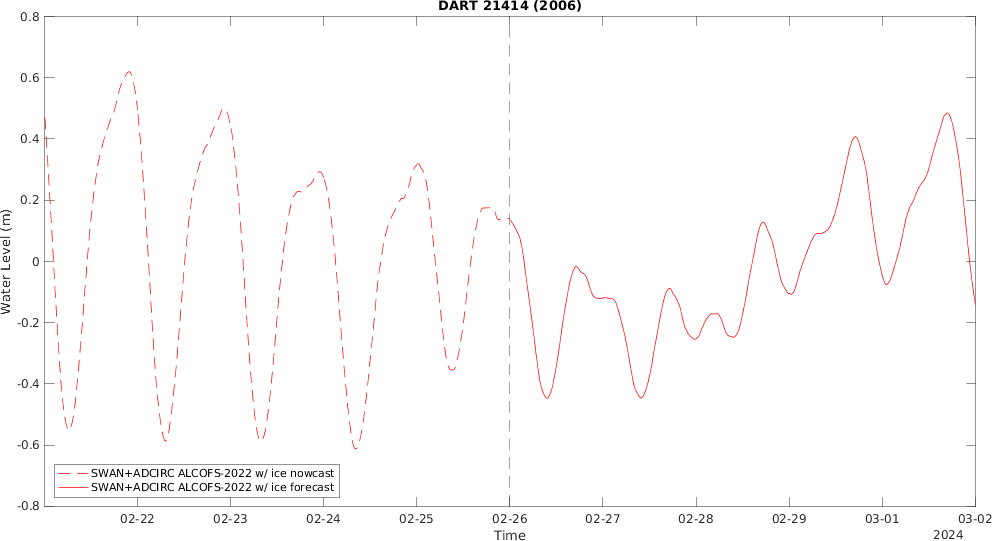 DART 21414 (2006)
0.8
0.6
0.4
0.2
0
-0.2
-0.4
-0.6
-0.8
Water Level (m)
SWAN+ADCIRC ALCOFS-2022 w/ ice nowcast
SWAN+ADCIRC ALCOFS-2022 w/ ice forecast
02-22 02-23 02-24 02-25 02-26 02-27 02-28 02-29 03-01 03-02
Time
2024